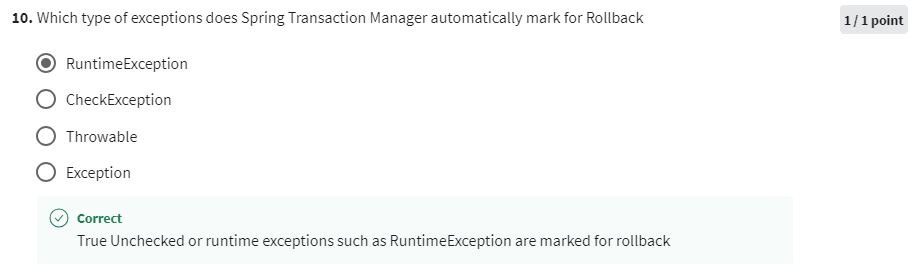 10. Which type of exceptions does Spring Transaction Manager automatically mark for Rollback
1 / 1 point
RuntimeException
CheckException
Throwable
Exception
Correct
True Unchecked or runtime exceptions such as RuntimeException are marked for rollback